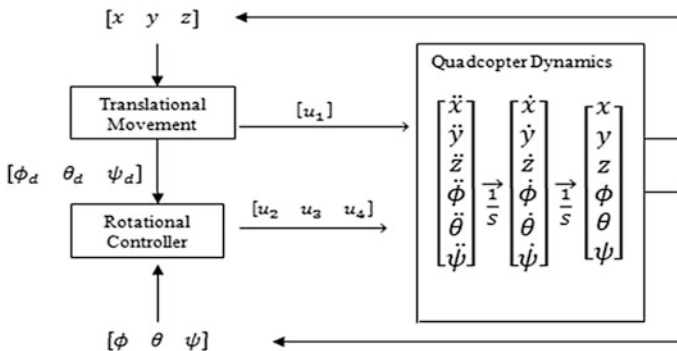 [x y z]
Translational
Movement
[u₁]
[ϕ_d θ_d ψ_d]
Rotational
Controller
[u₂ u₃ u₄]
[ϕ θ ψ]
Quadcopter Dynamics
[ẍ ÿ z̈ ϕ̈ θ̈ ψ̈]
1/S
[ẋ ẏ ż ϕ̇ θ̇ ψ̇]
1/S
[x y z ϕ θ ψ]